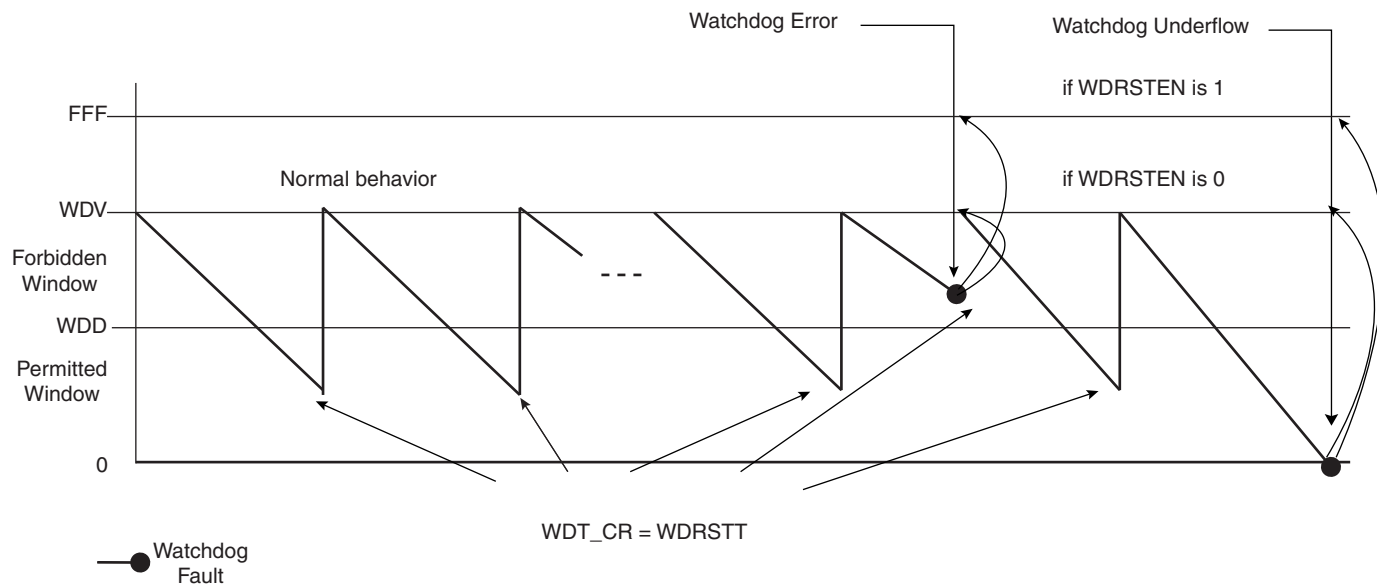 Watchdog Error
Watchdog Underflow
if WDRSTEN is 1
FFF
Normal behavior
if WDRSTEN is 0
WDV
Forbidden
Window
WDD
Permitted
Window
0
WDT_CR = WDRSTT
Watchdog
Fault